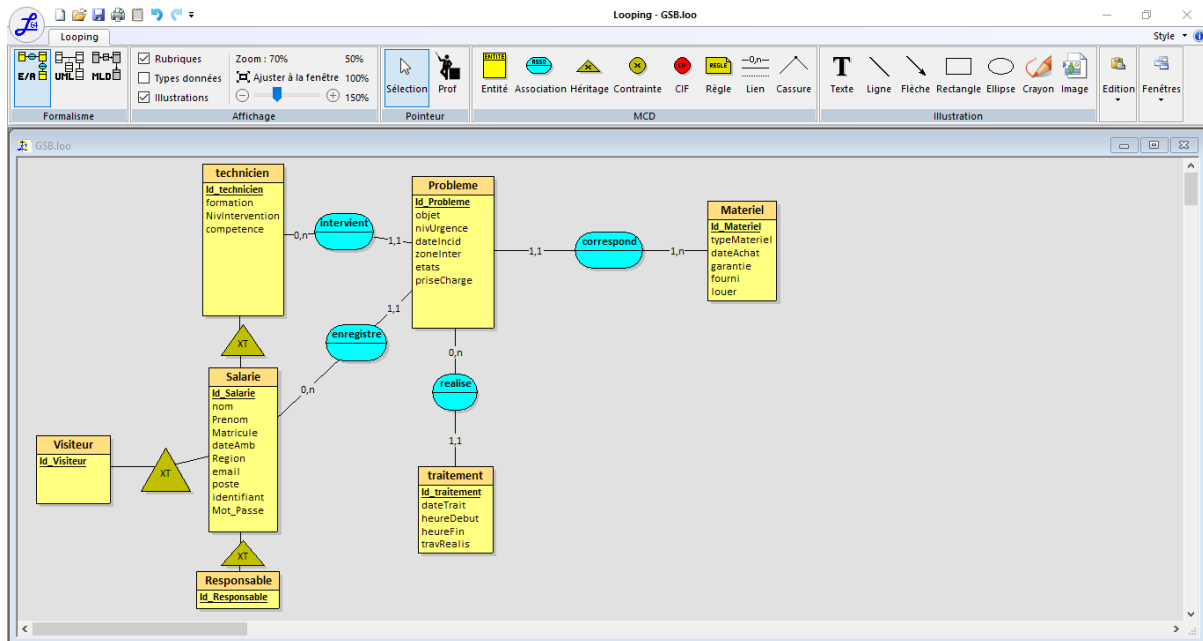 Looping - GSB.loo
64
Looping
Style
E/A UML MLD
Formalisme
Rubriques
Types données
Illustrations
Zoom : 70%
Ajuster à la fenêtre
50%
100%
150%
Affichage
Sélection
Prof
Pointeur
ENTITÉ
ASSO
RÈGLE
0,n
Entité Association Héritage Contrainte CIF Règle Lien Cassure
MCD
Texte Ligne Flèche Rectangle Ellipse Crayon Image
Illustration
Edition
Fenêtres
GSB.loo
technicien
Id_technicien
formation
NivIntervention
competence
0,n
intervient
1,1
Probleme
Id_Probleme
objet
nivUrgence
dateIncid
zoneInter
etats
priseCharge
1,1
correspond
1,n
Materiel
Id_Materiel
typeMateriel
dateAchat
garantie
fourni
louer
XT
1,1
enregistre
0,n
0,n
realise
1,1
Salarie
Id_Salarie
nom
Prenom
Matricule
dateAmb
Region
email
poste
identifiant
Mot_Passe
Visiteur
Id_Visiteur
XT
traitement
Id_traitement
dateTrait
heureDebut
heureFin
travRealis
XT
Responsable
Id_Responsable